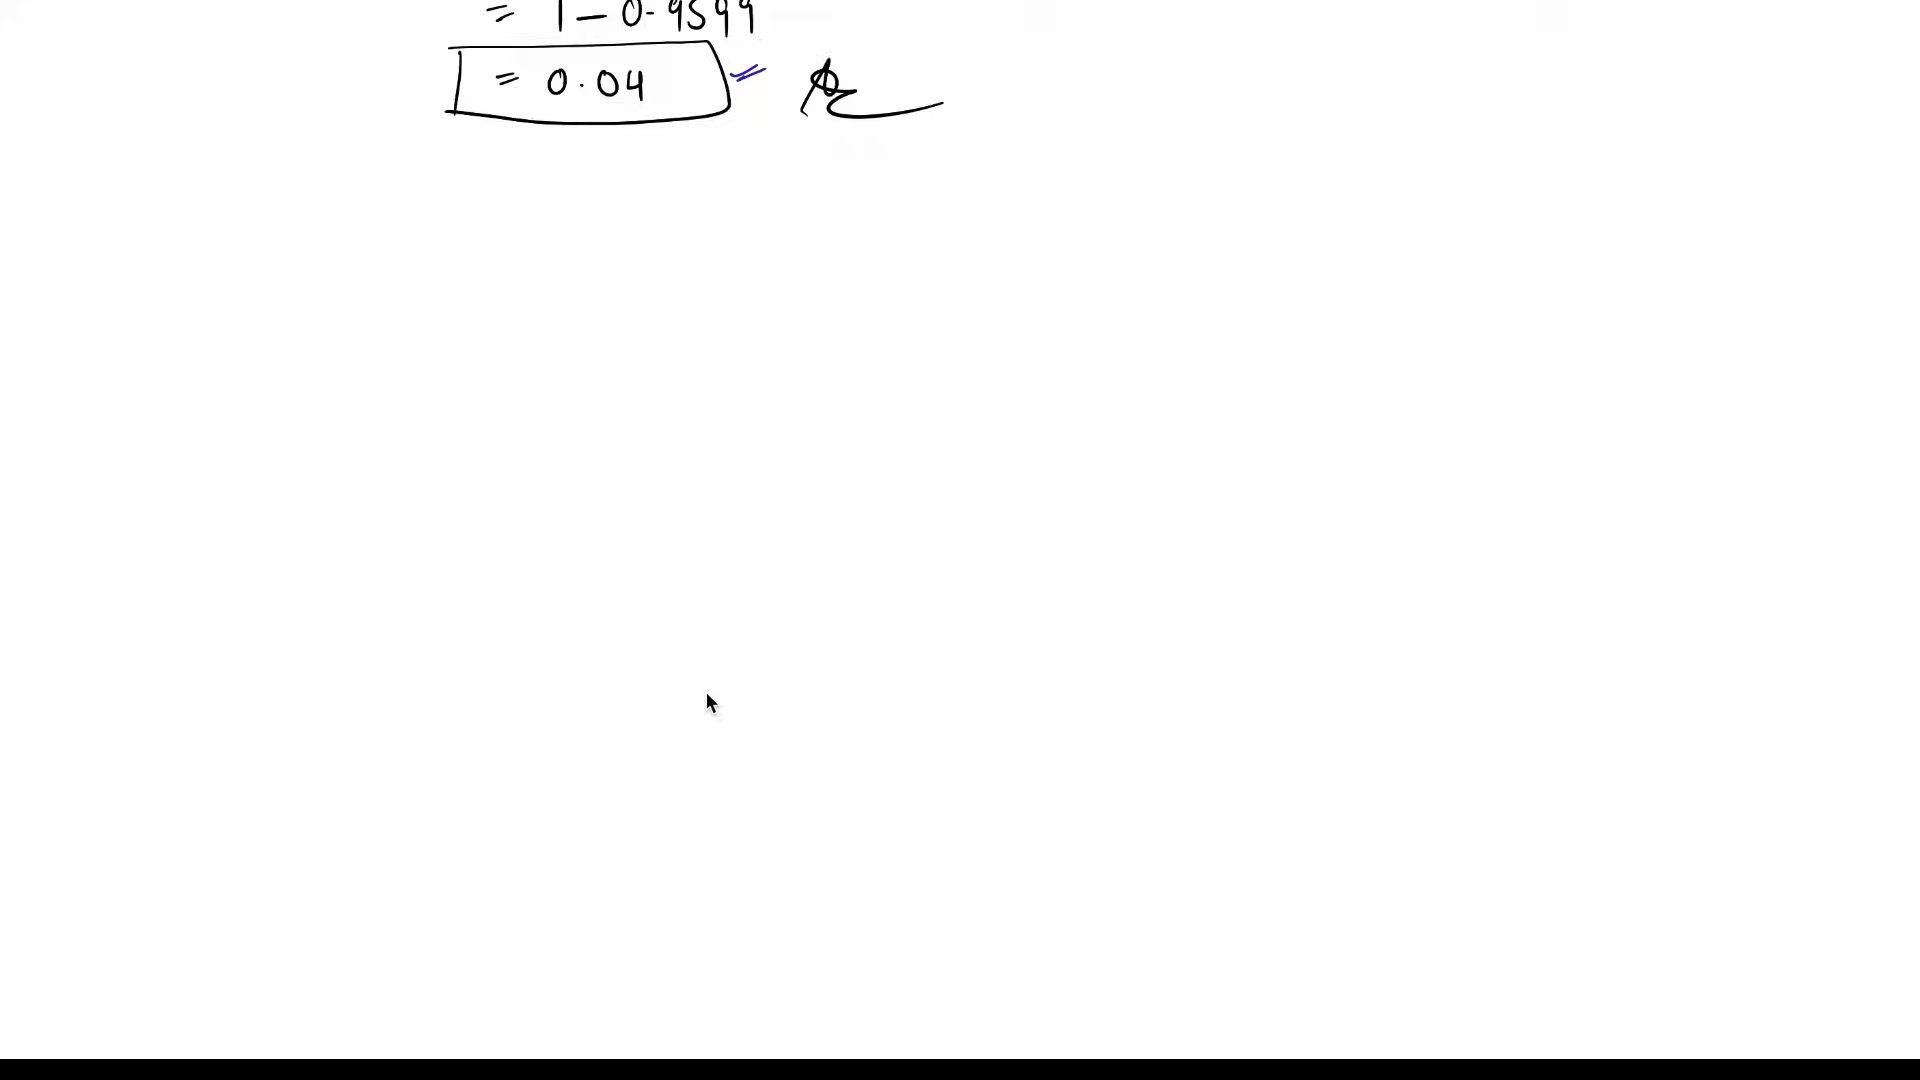 = 1 - 0.9599
= 0.04